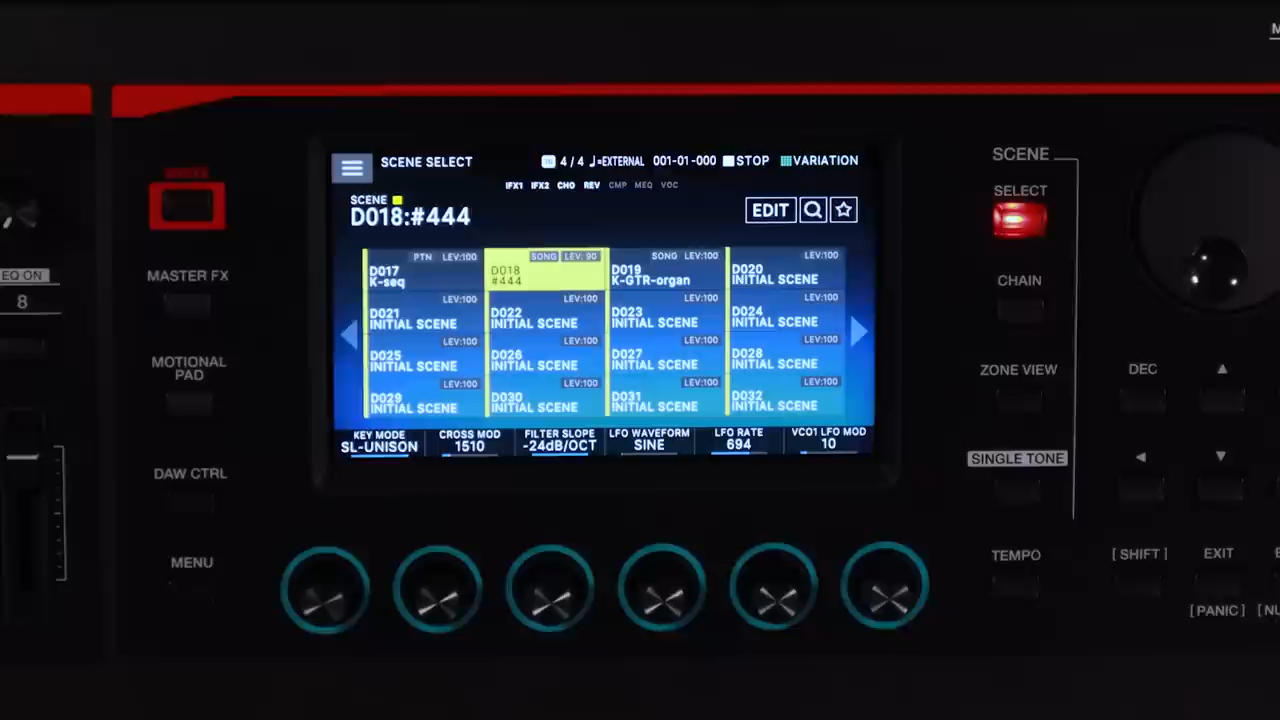 SCENE SELECT
4 / 4 ♩=EXTERNAL 001-01-000 STOP VARIATION
IFX1 IFX2 CHO REV CMP MEQ VOC
SCENE
D018:#444
EDIT
PTN LEV:100
D017
K-seq
SONG LEV: 90
D018
#444
SONG LEV:100
D019
K-GTR-organ
LEV:100
D020
INITIAL SCENE
LEV:100
D021
INITIAL SCENE
LEV:100
D022
INITIAL SCENE
LEV:100
D023
INITIAL SCENE
LEV:100
D024
INITIAL SCENE
LEV:100
D025
INITIAL SCENE
LEV:100
D026
INITIAL SCENE
LEV:100
D027
INITIAL SCENE
LEV:100
D028
INITIAL SCENE
LEV:100
D029
INITIAL SCENE
LEV:100
D030
INITIAL SCENE
LEV:100
D031
INITIAL SCENE
LEV:100
D032
INITIAL SCENE
KEY MODE
SL-UNISON
CROSS MOD
1510
FILTER SLOPE
-24dB/OCT
LFO WAVEFORM
SINE
LFO RATE
694
VCO1 LFO MOD
10
EQ ON
8
MASTER FX
MOTIONAL
PAD
DAW CTRL
MENU
SCENE
SELECT
CHAIN
ZONE VIEW
SINGLE TONE
TEMPO
DEC
▲
◀
▼
[ SHIFT ]
EXIT
[ PANIC ]